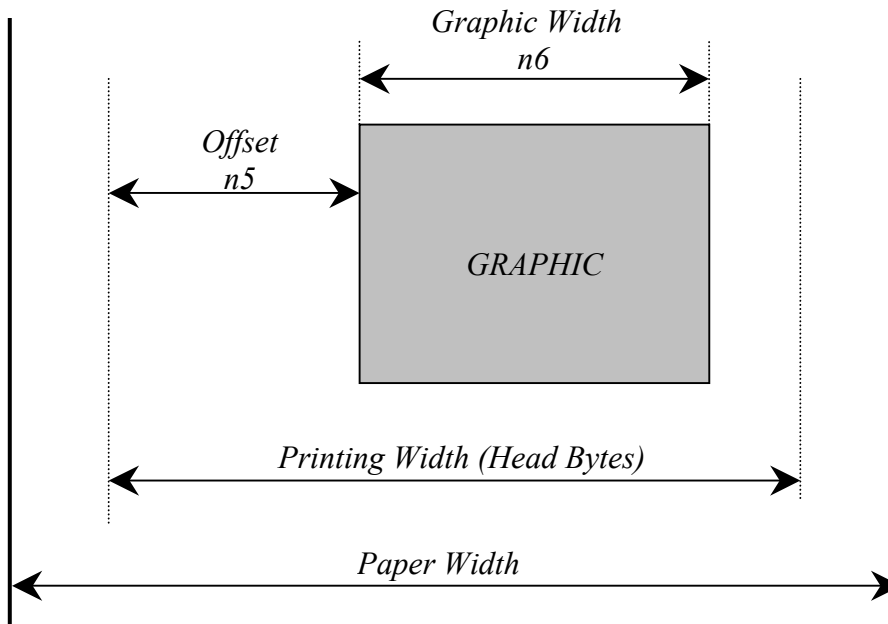 Graphic Width
n6
Offset
n5
GRAPHIC
Printing Width (Head Bytes)
Paper Width